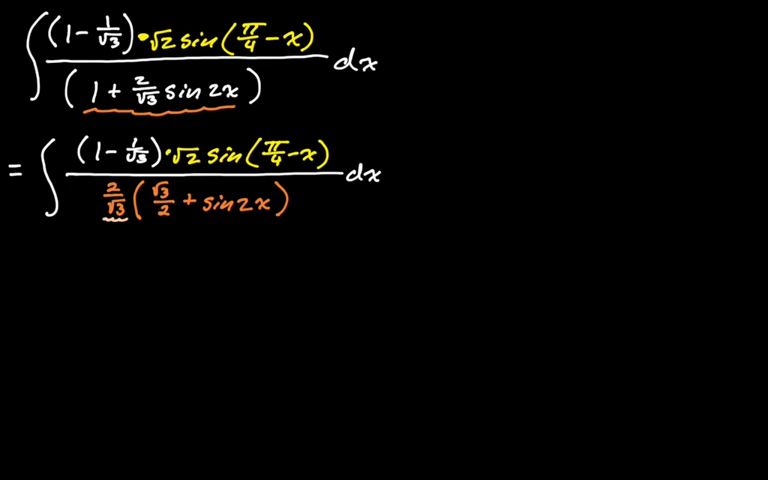 ∫ (1 - 1/√3) · √2 sin(π/4 - x) / (1 + 2/√3 sin 2x) dx
= ∫ (1 - 1/√3) · √2 sin(π/4 - x) / 2/√3 (√3/2 + sin 2x) dx